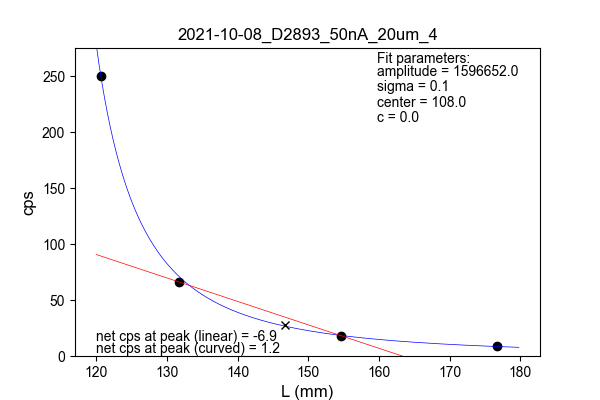 2021-10-08_D2893_50nA_20um_4
Fit parameters:
amplitude = 1596652.0
sigma = 0.1
center = 108.0
c = 0.0
250
200
150
100
50
0
cps
net cps at peak (linear) = -6.9
net cps at peak (curved) = 1.2
120 130 140 150 160 170 180
L (mm)